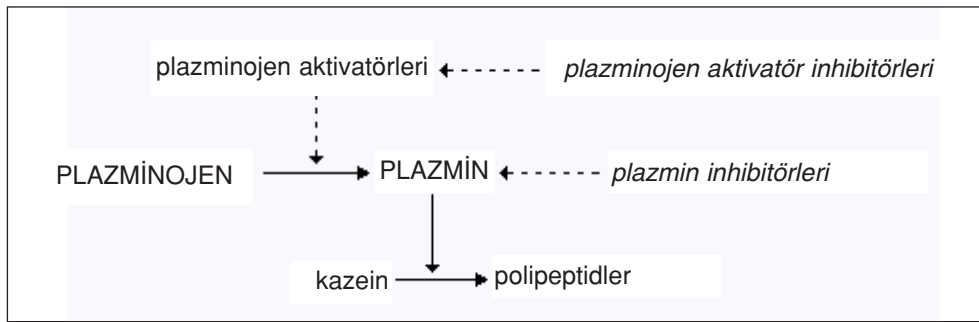 plazminojen aktivatörleri
plazminojen aktivatör inhibitörleri
PLAZMİNOJEN
PLAZMİN
plazmin inhibitörleri
kazein
polipeptidler